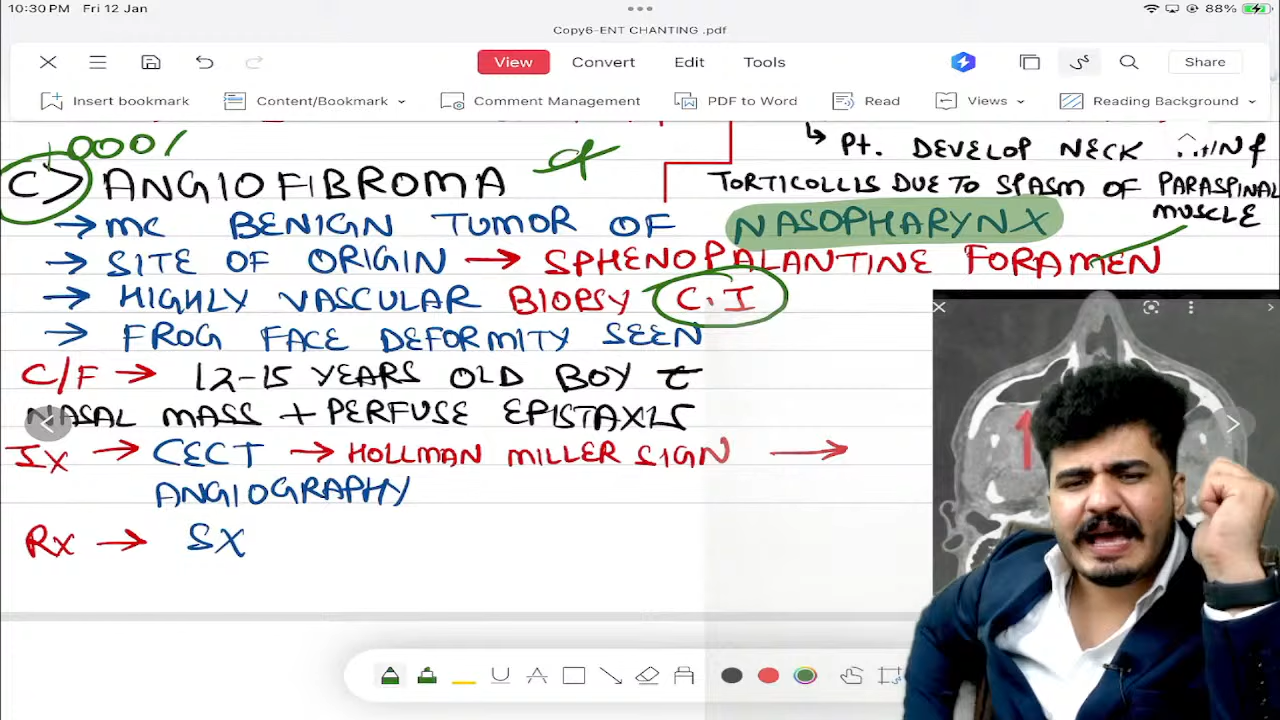 10:30 PM Fri 12 Jan
88%
Copy6-ENT CHANTING .pdf
View Convert Edit Tools Share
Insert bookmark Content/Bookmark Comment Management PDF to Word Read Views Reading Background
↳ Pt. DEVELOP NECK
TORTICOLLIS DUE TO SPASM OF PARASPINAL
MUSCLE
1000%
C> ANGIOFIBROMA
→ MC BENIGN TUMOR OF NASOPHARYNX
→ SITE OF ORIGIN → SPHENOPALANTINE FORAMEN
→ HIGHLY VASCULAR BIOPSY C.I
→ FROG FACE DEFORMITY SEEN
C/F → 12-15 YEARS OLD BOY c
NASAL MASS + PERFUSE EPISTAXIS
Ix → CECT → HOLLMAN MILLER SIGN →
ANGIOGRAPHY
Rx → SX